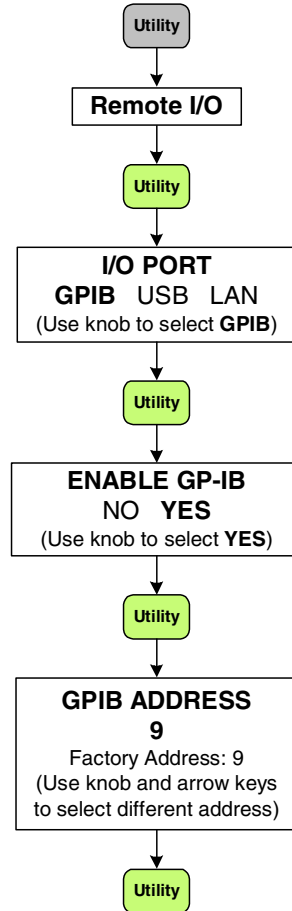 Utility
Remote I/O
Utility
I/O PORT
GPIB USB LAN
(Use knob to select GPIB)
Utility
ENABLE GP-IB
NO YES
(Use knob to select YES)
Utility
GPIB ADDRESS
9
Factory Address: 9
(Use knob and arrow keys
to select different address)
Utility